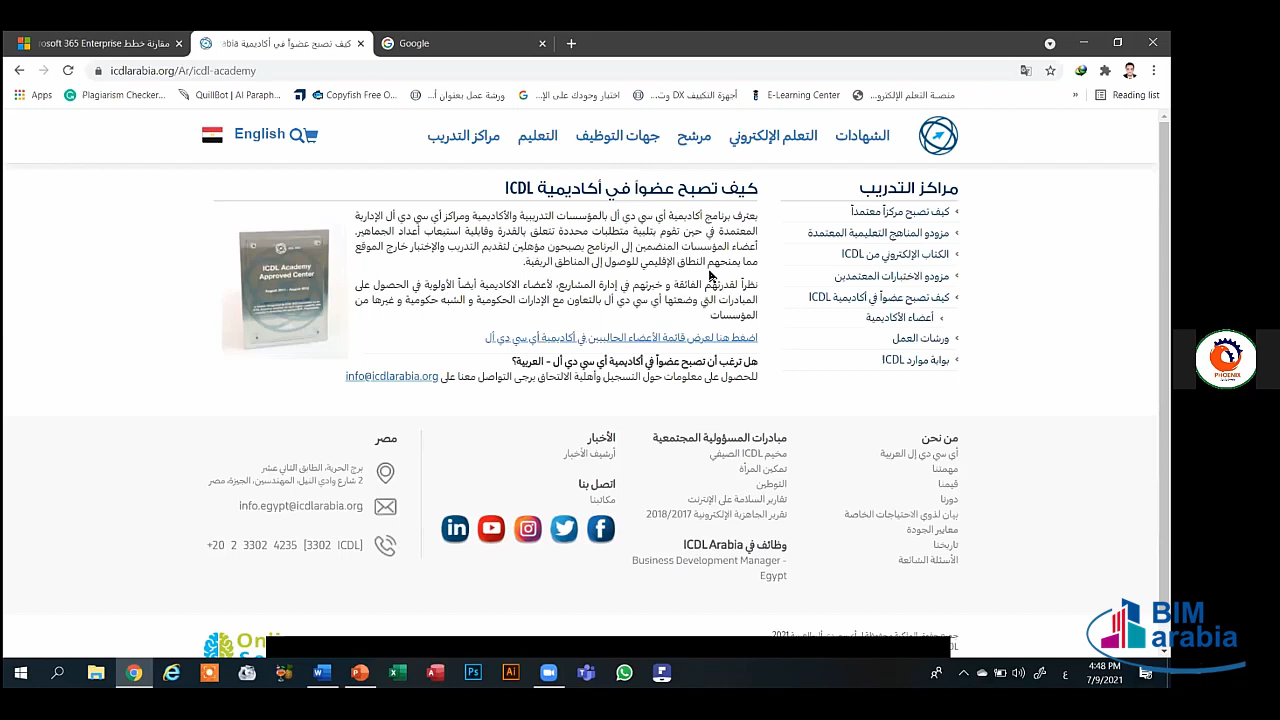 مقارنة خطط Microsoft 365 Enterprise
كيف تصبح عضواً في أكاديمية
Google
icdlarabia.org/Ar/icdl-academy
Apps
Plagiarism Checker...
QuillBot | AI Paraph...
Copyfish Free O...
ورشة عمل بعنوان أ...
اختبار وجودك على الإ...
أجهزة التكييف DX وت...
E-Learning Center
منصة التعلم الإلكترو...
»
Reading list
الشهادات
التعلم الإلكتروني
مرشح
جهات التوظيف
التعليم
مراكز التدريب
English
مراكز التدريب
كيف تصبح مركزاً معتمداً
مزودو المناهج التعليمية المعتمدة
الكتاب الإلكتروني من ICDL
مزودو الاختبارات المعتمدين
كيف تصبح عضواً في أكاديمية ICDL
أعضاء الأكاديمية
ورشات العمل
بوابة موارد ICDL
كيف تصبح عضواً في أكاديمية ICDL
يعترف برنامج أكاديمية أي سي دي أل بالمؤسسات التدريبية والأكاديمية ومراكز أي سي دي أل الإدارية
المعتمدة في حين تقوم بتلبية متطلبات محددة تتعلق بالقدرة وقابلية استيعاب أعداد الجماهير.
أعضاء المؤسسات المنضمين إلى البرنامج يصبحون مؤهلين لتقديم التدريب والإختبار خارج الموقع
مما يمنحهم النطاق الإقليمي للوصول إلى المناطق الريفية.
نظراً لقدرتهم الفائقة و خبرتهم في إدارة المشاريع، لأعضاء الاكاديمية أيضاً الأولوية في الحصول على
المبادرات التي وضعتها أي سي دي أل بالتعاون مع الإدارات الحكومية و الشبه حكومية و غيرها من
المؤسسات
اضغط هنا لعرض قائمة الأعضاء الحاليين في أكاديمية أي سي دي أل
هل ترغب أن تصبح عضواً في أكاديمية أي سي دي أل - العربية؟
للحصول على معلومات حول التسجيل وأهلية الالتحاق يرجى التواصل معنا على info@icdlarabia.org
ICDL Academy
Approved Center
من نحن
أي سي دي إل العربية
مهمتنا
قيمنا
دورنا
بيان لذوي الاحتياجات الخاصة
معايير الجودة
تاريخنا
الأسئلة الشائعة
مبادرات المسؤولية المجتمعية
مخيم ICDL الصيفي
تمكين المرأة
التوطين
تقارير السلامة على الإنترنت
تقرير الجاهزية الإلكترونية 2018/2017
وظائف في ICDL Arabia
Business Development Manager -
Egypt
الأخبار
أرشيف الأخبار
اتصل بنا
مكاتبنا
مصر
برج الحرية، الطابق الثاني عشر
2 شارع وادي النيل، المهندسين، الجيزة، مصر
info.egypt@icdlarabia.org
+20 2 3302 4235 [3302 ICDL]
PHOENIX
BIM
arabia
4:48 PM
7/9/2021
ع